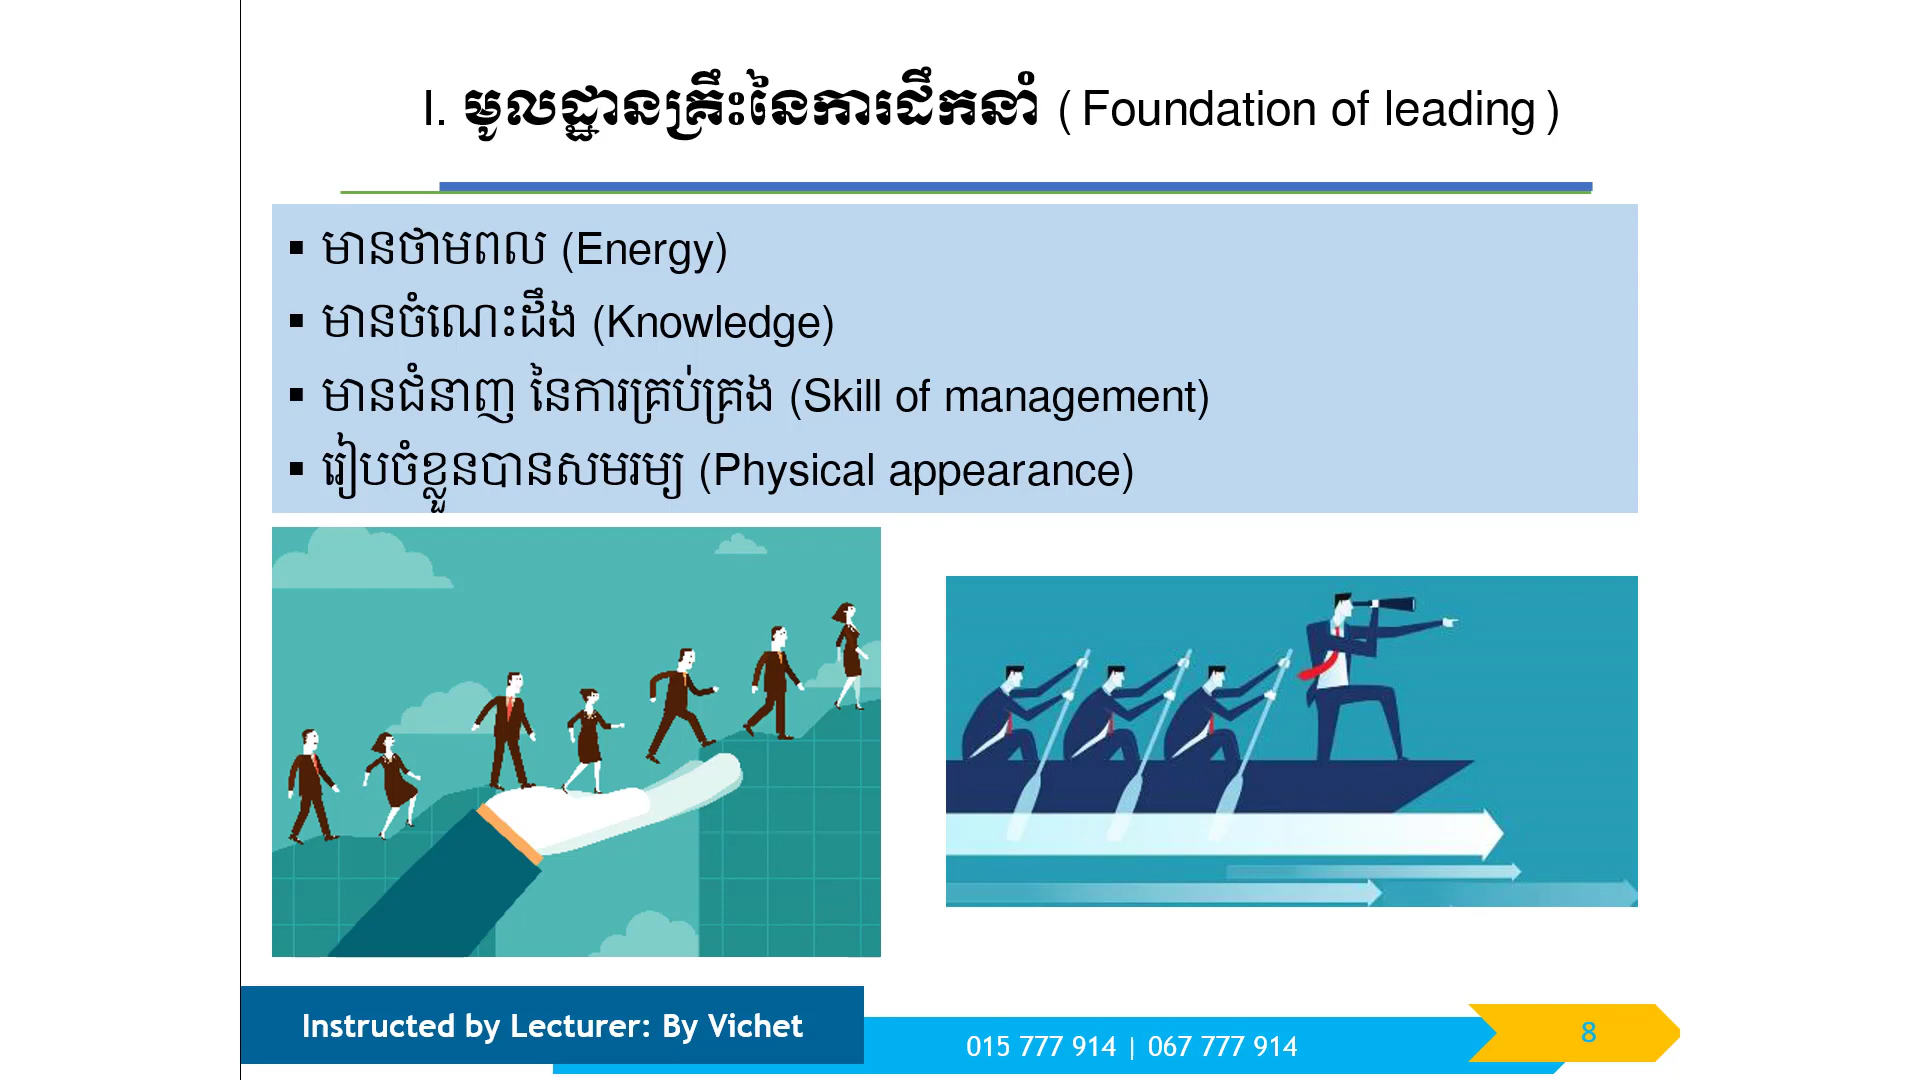 I. មូលដ្ឋានគ្រឹះនៃការដឹកនាំ (Foundation of leading)
▪ មានថាមពល (Energy)
▪ មានចំណេះដឹង (Knowledge)
▪ មានជំនាញ នៃការគ្រប់គ្រង (Skill of management)
▪ រៀបចំខ្លួនបានសមរម្យ (Physical appearance)
Instructed by Lecturer: By Vichet
015 777 914 | 067 777 914
8